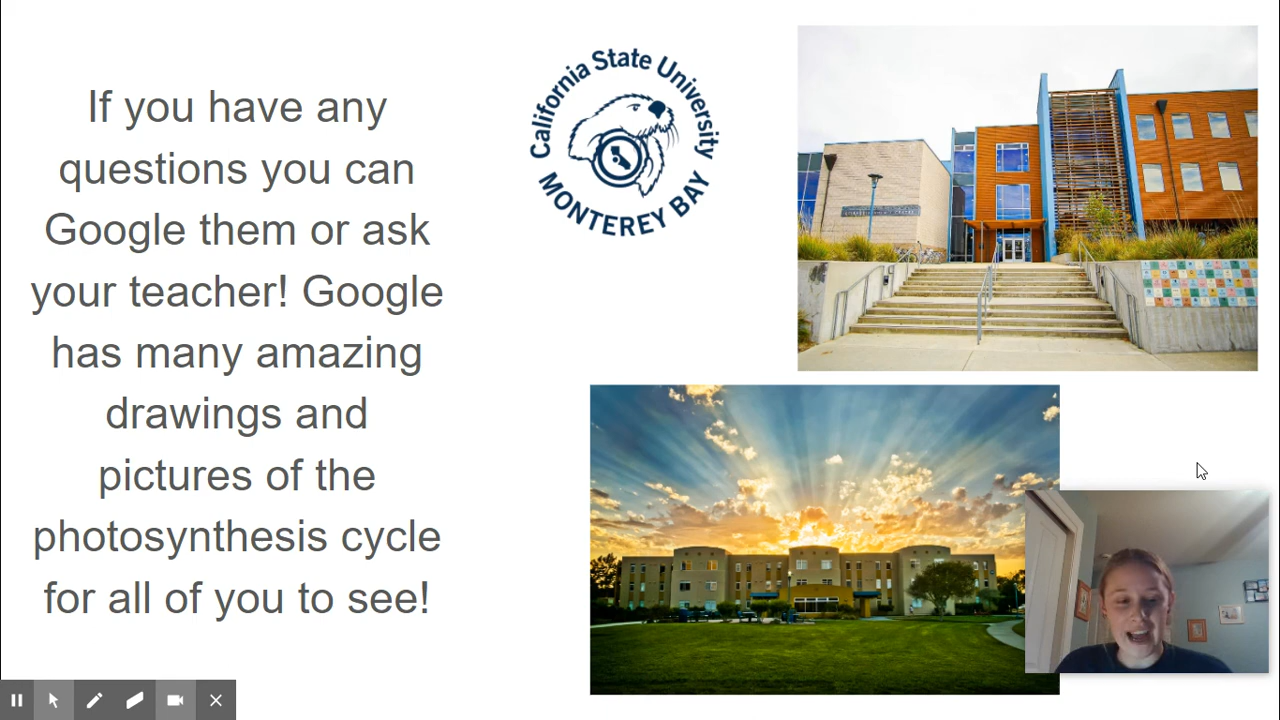 If you have any
questions you can
Google them or ask
your teacher! Google
has many amazing
drawings and
pictures of the
photosynthesis cycle
for all of you to see!
California State University
MONTEREY BAY